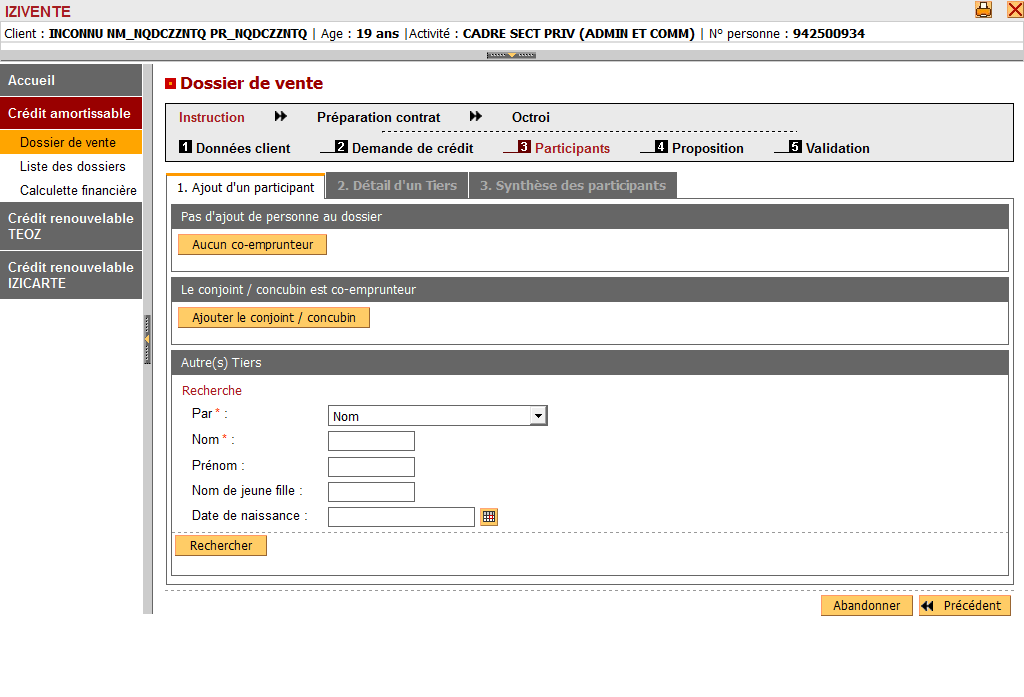 IZIVENTE
Client : INCONNU NM_NQDCZZNTQ PR_NQDCZZNTQ | Age : 19 ans |Activité : CADRE SECT PRIV (ADMIN ET COMM) | N° personne : 942500934
Accueil
Crédit amortissable
Dossier de vente
Liste des dossiers
Calculette financière
Crédit renouvelable
TEOZ
Crédit renouvelable
IZICARTE
Dossier de vente
Instruction Préparation contrat Octroi
1 Données client 2 Demande de crédit 3 Participants 4 Proposition 5 Validation
1. Ajout d'un participant 2. Détail d'un Tiers 3. Synthèse des participants
Pas d'ajout de personne au dossier
Aucun co-emprunteur
Le conjoint / concubin est co-emprunteur
Ajouter le conjoint / concubin
Autre(s) Tiers
Recherche
Par * : Nom
Nom * :
Prénom :
Nom de jeune fille :
Date de naissance :
Rechercher
Abandonner Précédent